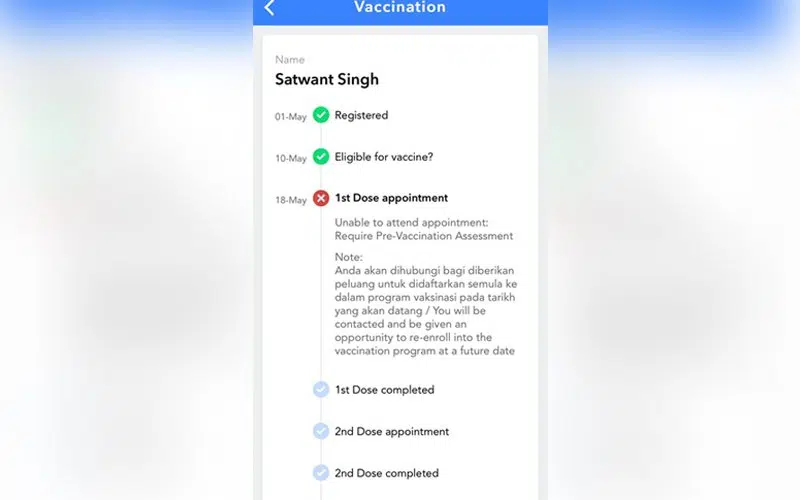 Vaccination
Name
Satwant Singh
01-May Registered
10-May Eligible for vaccine?
18-May 1st Dose appointment
Unable to attend appointment:
Require Pre-Vaccination Assessment
Note:
Anda akan dihubungi bagi diberikan
peluang untuk didaftarkan semula ke
dalam program vaksinasi pada tarikh
yang akan datang / You will be
contacted and be given an
opportunity to re-enroll into the
vaccination program at a future date
1st Dose completed
2nd Dose appointment
2nd Dose completed